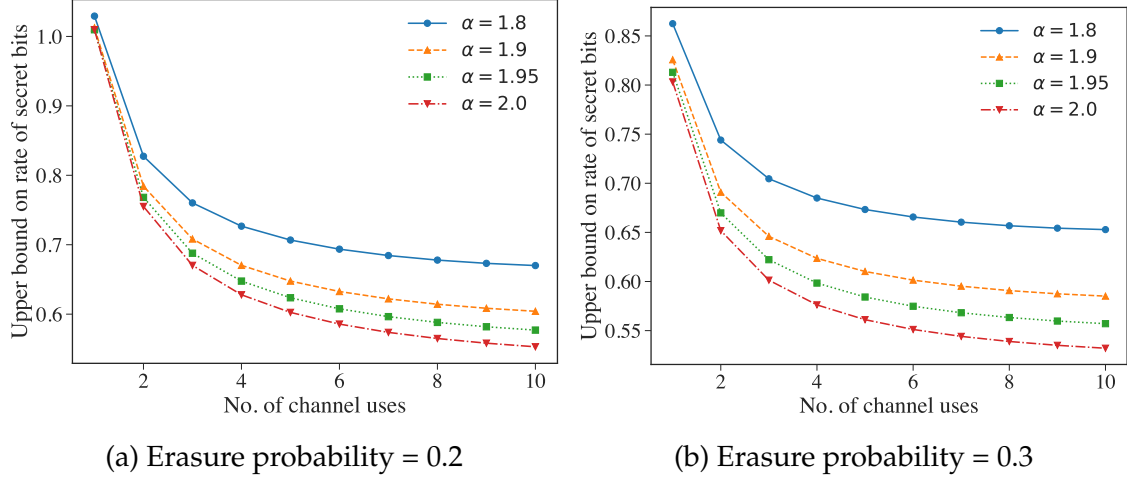 Upper bound on rate of secret bits
1.0
0.9
0.8
0.7
0.6
2
4
6
8
10
No. of channel uses
α = 1.8
α = 1.9
α = 1.95
α = 2.0
(a) Erasure probability = 0.2
Upper bound on rate of secret bits
0.85
0.80
0.75
0.70
0.65
0.60
0.55
2
4
6
8
10
No. of channel uses
α = 1.8
α = 1.9
α = 1.95
α = 2.0
(b) Erasure probability = 0.3